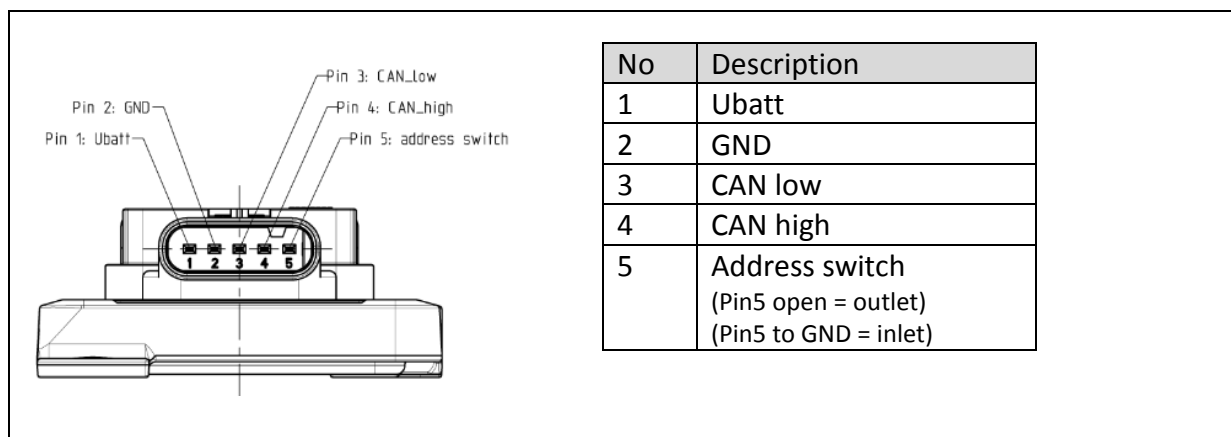 Pin 3: CAN_low
Pin 2: GND
Pin 4: CAN_high
Pin 1: Ubatt
Pin 5: address switch
1 2 3 4 5
No Description
1 Ubatt
2 GND
3 CAN low
4 CAN high
5 Address switch
(Pin5 open = outlet)
(Pin5 to GND = inlet)